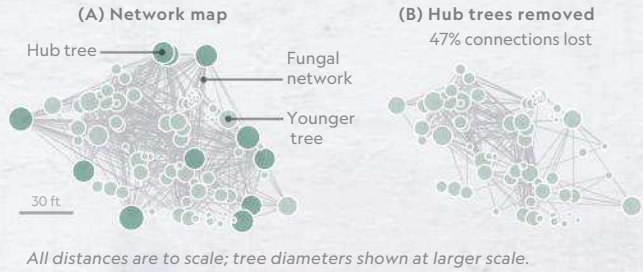 (A) Network map
(B) Hub trees removed
47% connections lost
Hub tree
Fungal
network
Younger
tree
30 ft
All distances are to scale; tree diameters shown at larger scale.